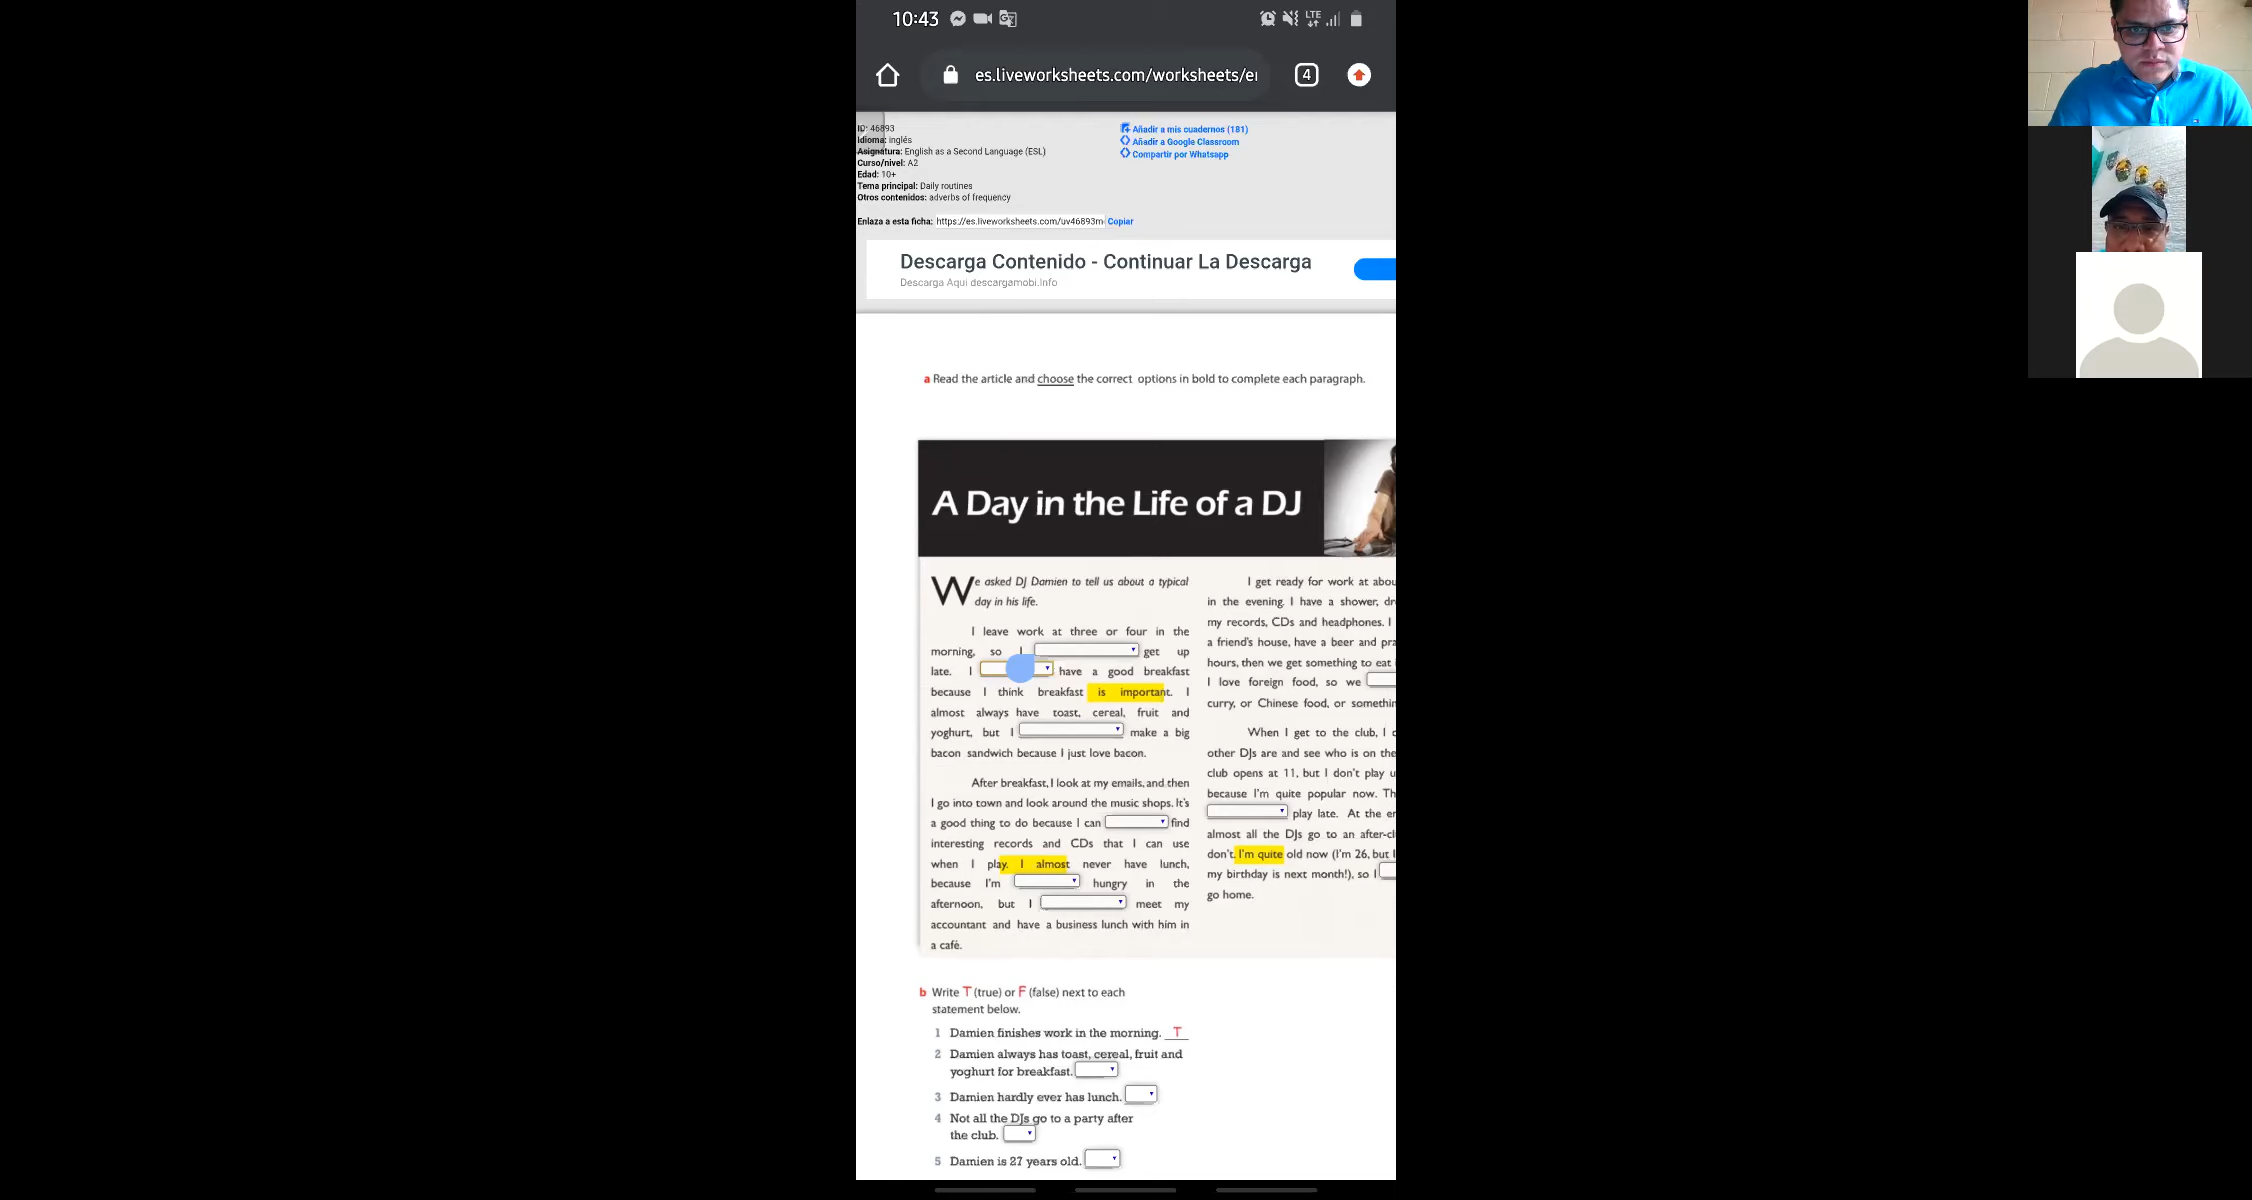 10:43
LTE
es.liveworksheets.com/worksheets/e
4
ID: 46893
Idioma: inglés
Asignatura: English as a Second Language (ESL)
Curso/nivel: A2
Edad: 10+
Tema principal: Daily routines
Otros contenidos: adverbs of frequency
Añadir a mis cuadernos (181)
Añadir a Google Classroom
Compartir por Whatsapp
Enlaza a esta ficha: https://es.liveworksheets.com/uv46893m Copiar
Descarga Contenido - Continuar La Descarga
Descarga Aqui descargamobi.Info
a Read the article and choose the correct options in bold to complete each paragraph.
A Day in the Life of a DJ
We asked DJ Damien to tell us about a typical
day in his life.
I leave work at three or four in the
morning, so I get up
late. I have a good breakfast
because I think breakfast is important. I
almost always have toast, cereal, fruit and
yoghurt, but I make a big
bacon sandwich because I just love bacon.
After breakfast, I look at my emails, and then
I go into town and look around the music shops. It's
a good thing to do because I can find
interesting records and CDs that I can use
when I play. I almost never have lunch,
because I'm hungry in the
afternoon, but I meet my
accountant and have a business lunch with him in
a café.
I get ready for work at abou
in the evening. I have a shower, dr
my records, CDs and headphones. I
a friend's house, have a beer and pra
hours, then we get something to eat
I love foreign food, so we
curry, or Chinese food, or somethin
When I get to the club, I c
other DJs are and see who is on the
club opens at 11, but I don't play u
because I'm quite popular now. Th
play late. At the en
almost all the DJs go to an after-cl
don't. I'm quite old now (I'm 26, but I
my birthday is next month!), so I
go home.
b Write T (true) or F (false) next to each
statement below.
1 Damien finishes work in the morning. T
2 Damien always has toast, cereal, fruit and
yoghurt for breakfast.
3 Damien hardly ever has lunch.
4 Not all the DJs go to a party after
the club.
5 Damien is 27 years old.